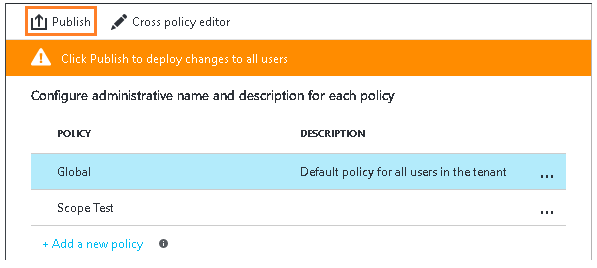 Publish Cross policy editor
Click Publish to deploy changes to all users
Configure administrative name and description for each policy
POLICY DESCRIPTION
Global Default policy for all users in the tenant ...
Scope Test ...
+ Add a new policy